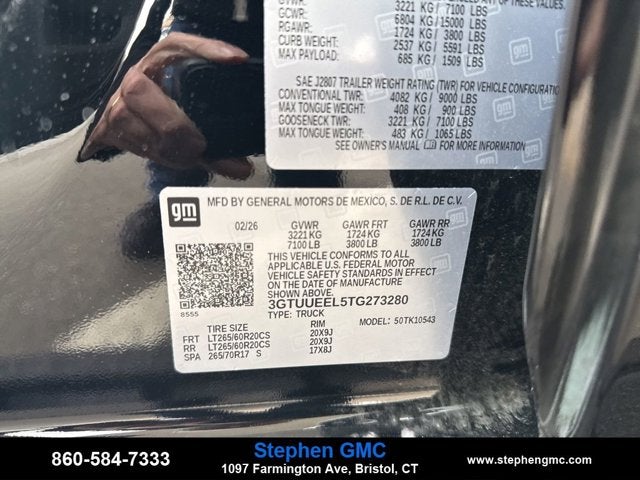 EXCEED ANY OF THESE VALUES.
3221 KG / 7100 LBS
GCWR: 6804 KG / 15000 LBS
RGAWR: 1724 KG / 3800 LBS
CURB WEIGHT: 2537 KG / 5591 LBS
MAX PAYLOAD: 685 KG / 1509 LBS
SAE J2807 TRAILER WEIGHT RATING (TWR) FOR VEHICLE CONFIGURATION
CONVENTIONAL TWR: 4082 KG / 9000 LBS
MAX TONGUE WEIGHT: 408 KG / 900 LBS
GOOSENECK TWR: 3221 KG / 7100 LBS
MAX TONGUE WEIGHT: 483 KG / 1065 LBS
SEE OWNER'S MANUAL FOR MORE INFORMATION
gm
MFD BY GENERAL MOTORS DE MEXICO, S. DE R.L. DE C.V.
02/26 GVWR GAWR FRT GAWR RR
3221 KG 1724 KG 1724 KG
7100 LB 3800 LB 3800 LB
THIS VEHICLE CONFORMS TO ALL
APPLICABLE U.S. FEDERAL MOTOR
VEHICLE SAFETY STANDARDS IN EFFECT
ON THE DATE OF MANUFACTURE
SHOWN ABOVE.
3GTUUEEL5TG273280
8555 TYPE: TRUCK
MODEL: 50TK10543
TIRE SIZE RIM
FRT LT265/60R20CS 20X9J
RR LT265/60R20CS 20X9J
SPA 265/70R17 S 17X8J
860-584-7333
Stephen GMC
1097 Farmington Ave, Bristol, CT
www.stephengmc.com